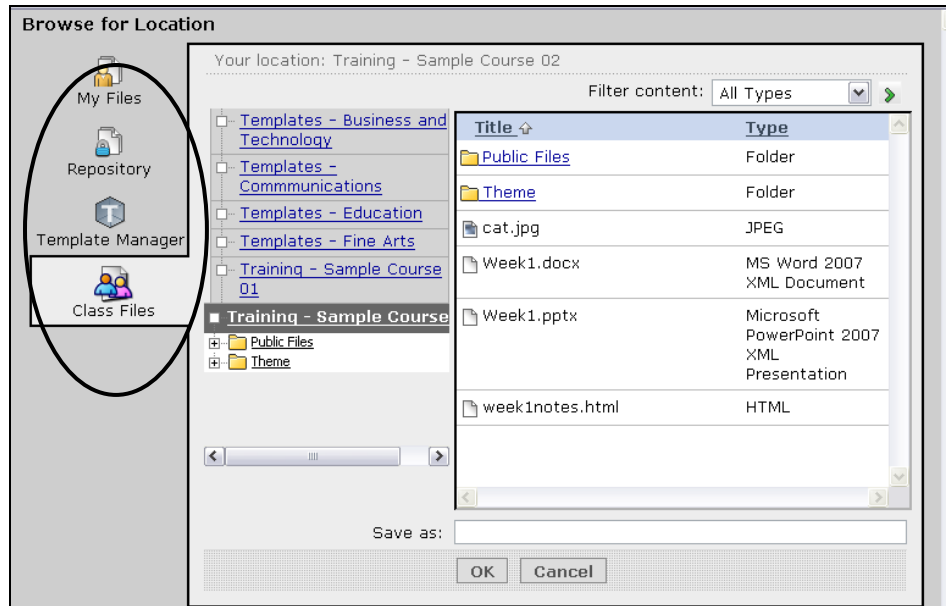 Browse for Location
My Files
Repository
Template Manager
Class Files
Your location: Training - Sample Course 02
Filter content:
All Types
Templates - Business and
Technology
Templates -
Commmunications
Templates - Education
Templates - Fine Arts
Training - Sample Course
01
Training - Sample Course
Public Files
Theme
Title
Type
Public Files
Folder
Theme
Folder
cat.jpg
JPEG
Week1.docx
MS Word 2007
XML Document
Week1.pptx
Microsoft
PowerPoint 2007
XML
Presentation
week1notes.html
HTML
Save as:
OK
Cancel